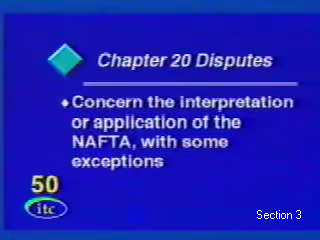 Chapter 20 Disputes
♦Concern the interpretation
or application of the
NAFTA, with some
exceptions
50
itc
Section 3